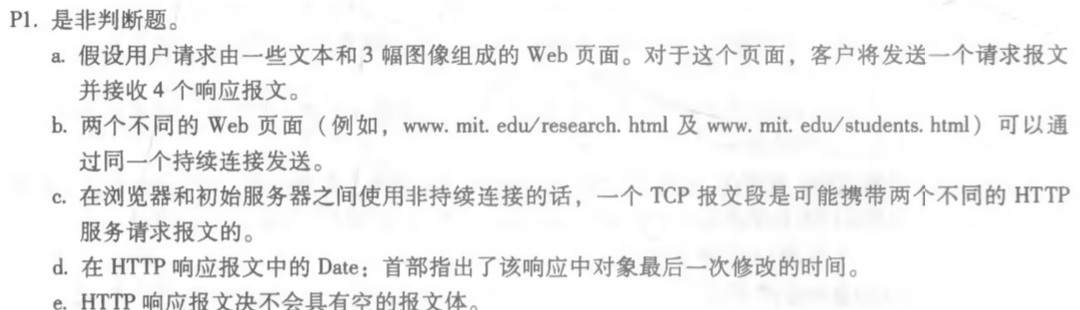 P1. 是非判断题。
a. 假设用户请求由一些文本和 3 幅图像组成的 Web 页面。对于这个页面，客户将发送一个请求报文
并接收 4 个响应报文。
b. 两个不同的 Web 页面（例如，www. mit. edu/research. html 及 www. mit. edu/students. html）可以通
过同一个持续连接发送。
c. 在浏览器和初始服务器之间使用非持续连接的话，一个 TCP 报文段是可能携带两个不同的 HTTP
服务请求报文的。
d. 在 HTTP 响应报文中的 Date：首部指出了该响应中对象最后一次修改的时间。
e. HTTP 响应报文决不会具有空的报文体。